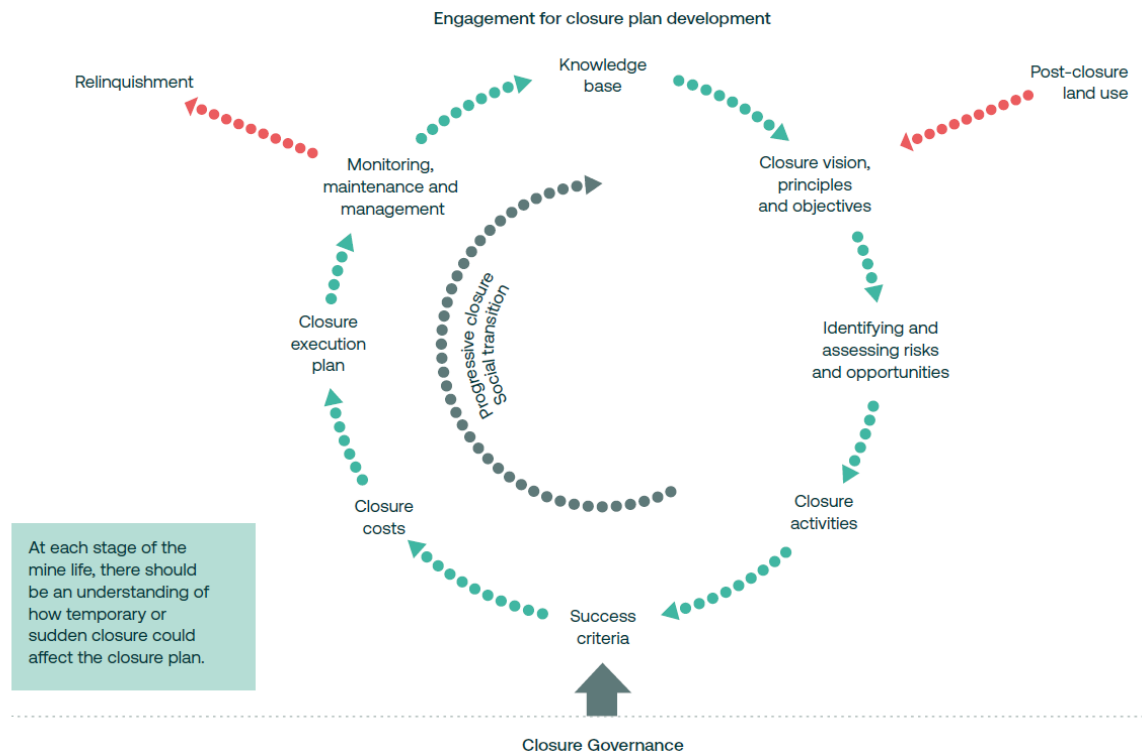 Engagement for closure plan development
Knowledge
base
Relinquishment
Post-closure
land use
Closure vision,
principles
and objectives
Monitoring,
maintenance and
management
Progressive closure
Social transition
Identifying and
assessing risks
and opportunities
Closure
execution
plan
Closure
activities
Closure
costs
Success
criteria
At each stage of the
mine life, there should
be an understanding of
how temporary or
sudden closure could
affect the closure plan.
Closure Governance